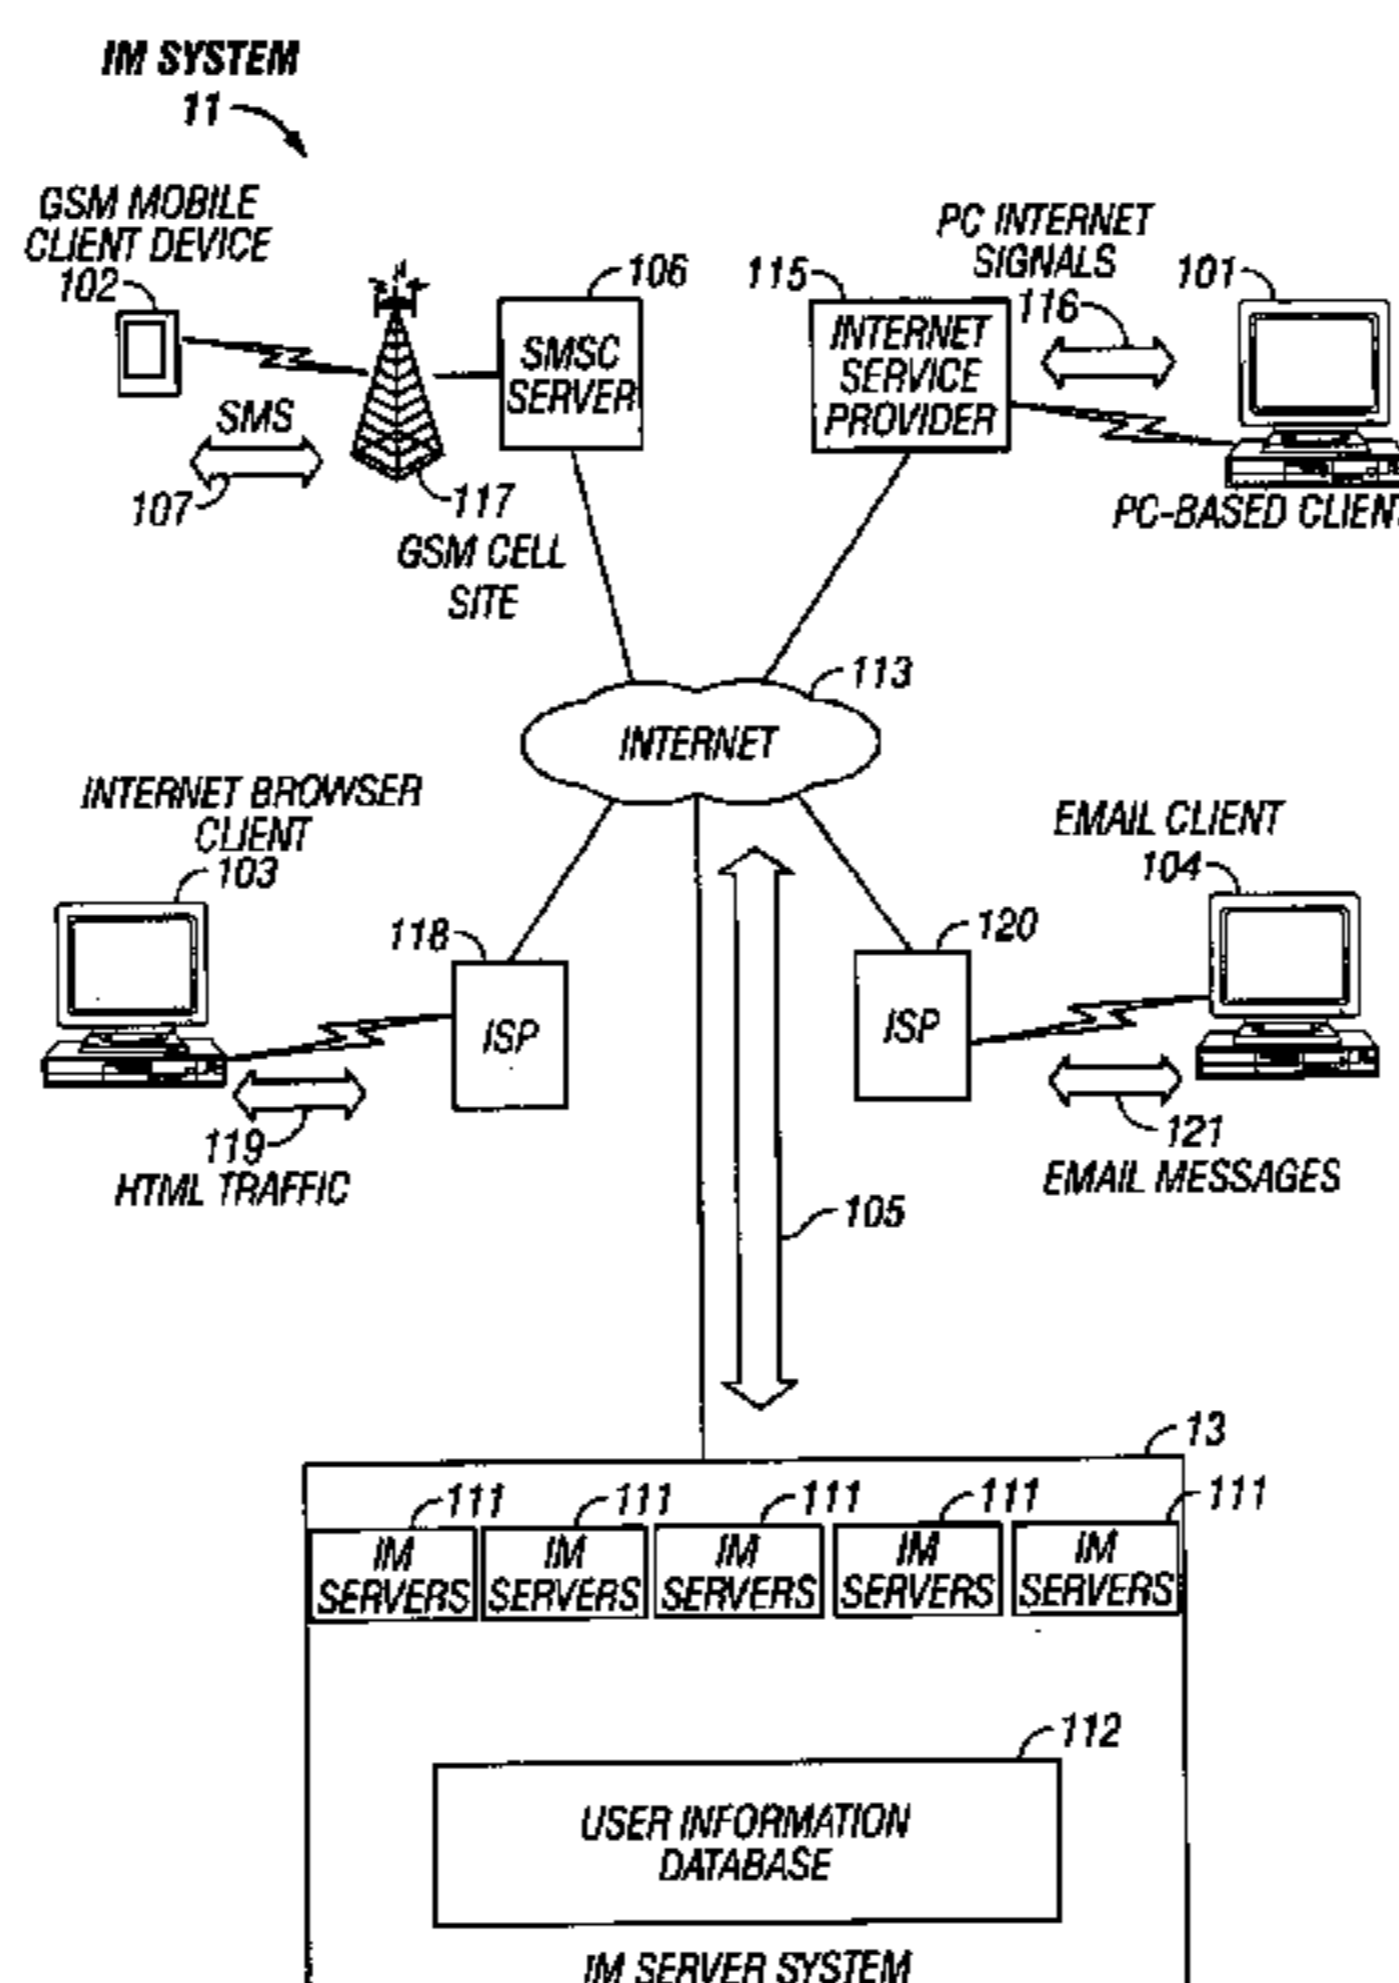 IM SYSTEM
11
GSM MOBILE
CLIENT DEVICE
102
106
SMSC
SERVER
SMS
107
117
GSM CELL
SITE
115
INTERNET
SERVICE
PROVIDER
PC INTERNET
SIGNALS
116
101
PC-BASED CLIENT
113
INTERNET
INTERNET BROWSER
CLIENT
103
118
ISP
119
HTML TRAFFIC
EMAIL CLIENT
104
120
ISP
121
EMAIL MESSAGES
105
13
111
111
111
111
111
IM
SERVERS
IM
SERVERS
IM
SERVERS
IM
SERVERS
IM
SERVERS
112
USER INFORMATION
DATABASE
IM SERVER SYSTEM